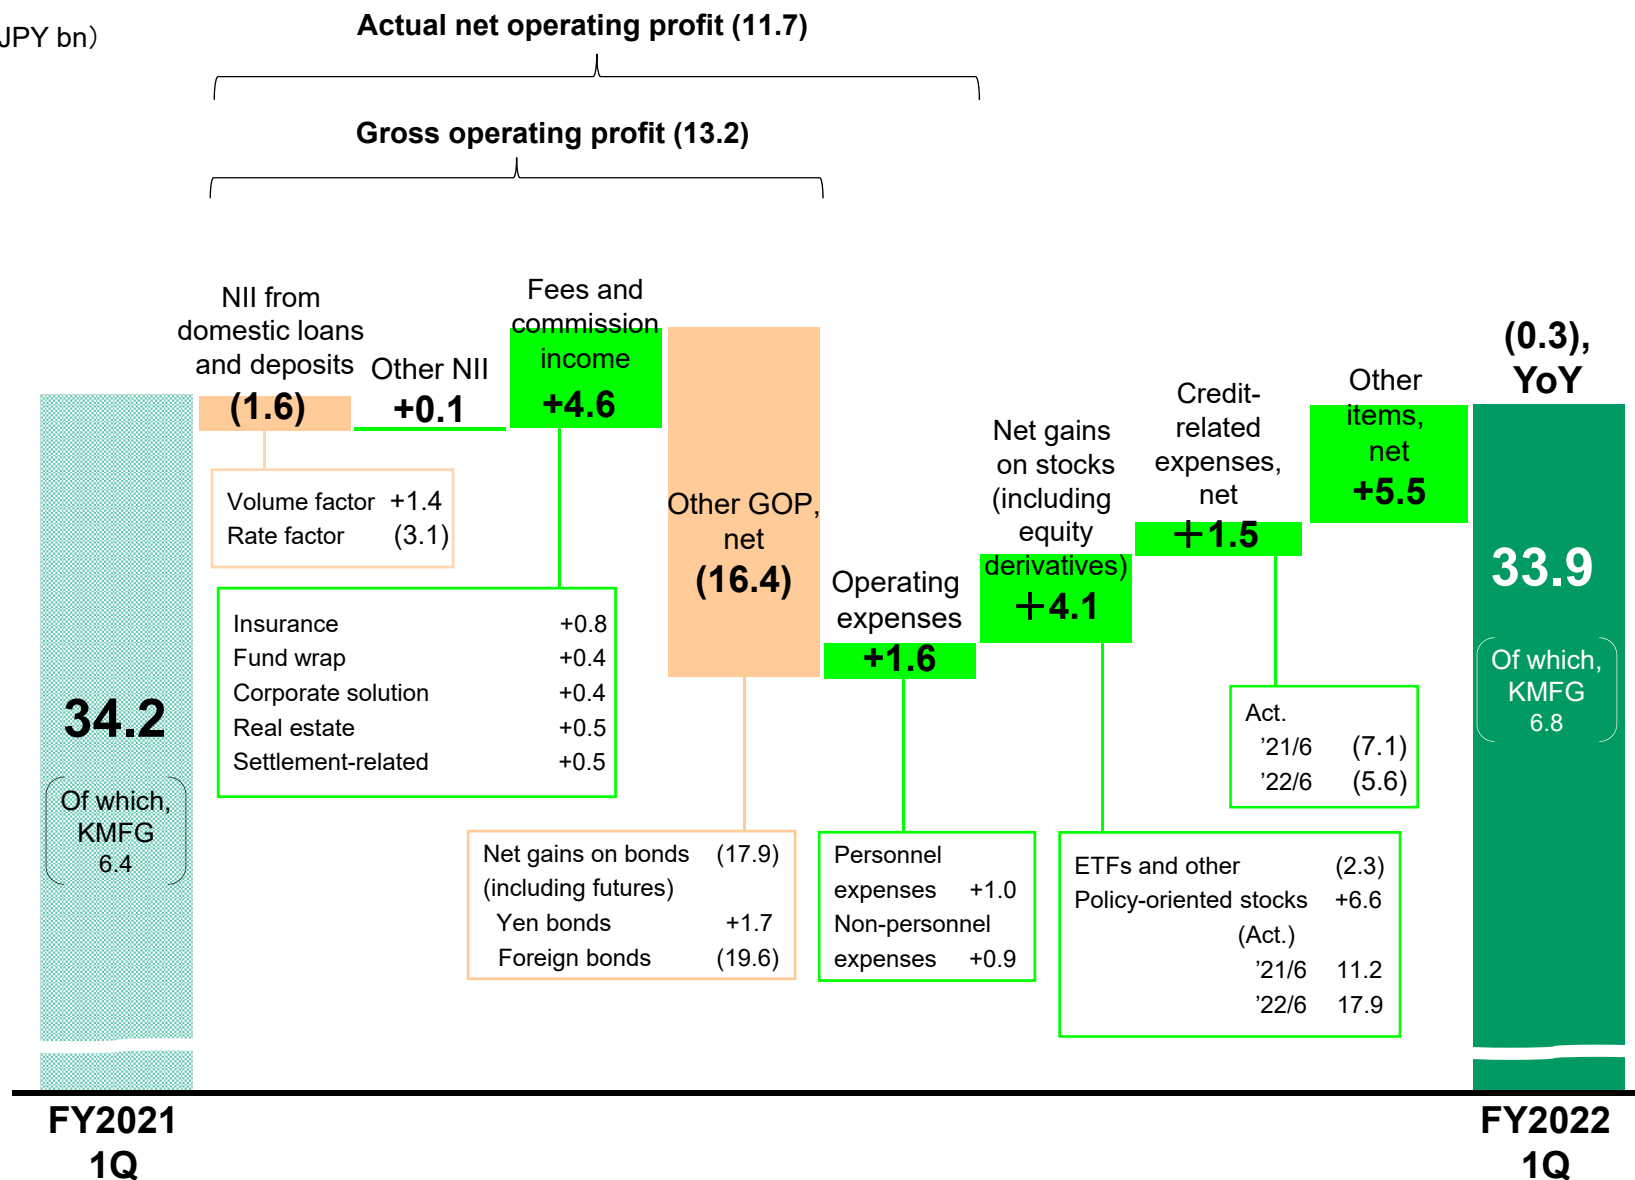 JPY bn）
Actual net operating profit (11.7)
Gross operating profit (13.2)
NII from
domestic loans
and deposits
(1.6)
Other NII
+0.1
Fees and
commission
income
+4.6
Other GOP,
net
(16.4)
Operating
expenses
+1.6
Net gains
on stocks
(including
equity
derivatives)
＋4.1
Credit-
related
expenses,
net
＋1.5
Other
items,
net
+5.5
(0.3),
YoY
34.2
Of which,
KMFG
6.4
33.9
Of which,
KMFG
6.8
Volume factor +1.4
Rate factor (3.1)
Insurance +0.8
Fund wrap +0.4
Corporate solution +0.4
Real estate +0.5
Settlement-related +0.5
Net gains on bonds (17.9)
(including futures)
Yen bonds +1.7
Foreign bonds (19.6)
Personnel
expenses +1.0
Non-personnel
expenses +0.9
ETFs and other (2.3)
Policy-oriented stocks +6.6
(Act.)
’21/6 11.2
’22/6 17.9
Act.
’21/6 (7.1)
’22/6 (5.6)
FY2021
1Q
FY2022
1Q